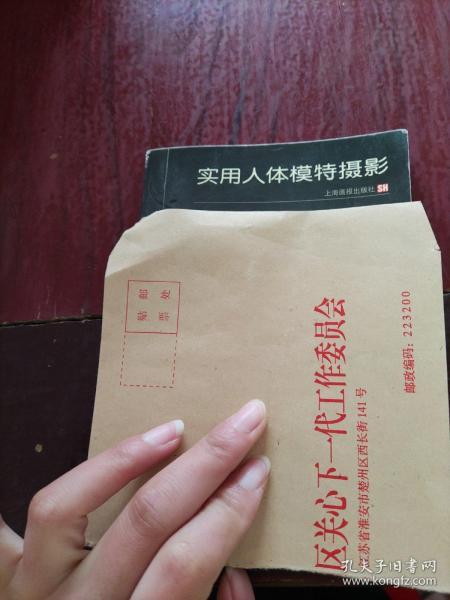 实用人体模特摄影
上海画报出版社 SH
贴 邮
票 处
区关心下一代工作委员会
江苏省淮安市楚州区西长街141号
邮政编码：223200
孔夫子旧书网
www.kongfz.com